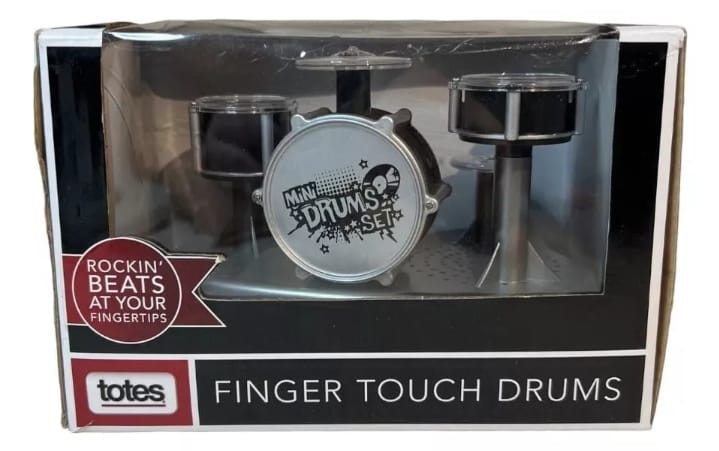 MINI
DRUMS
SET
ROCKIN'
BEATS
AT YOUR
FINGERTIPS
totes
FINGER TOUCH DRUMS